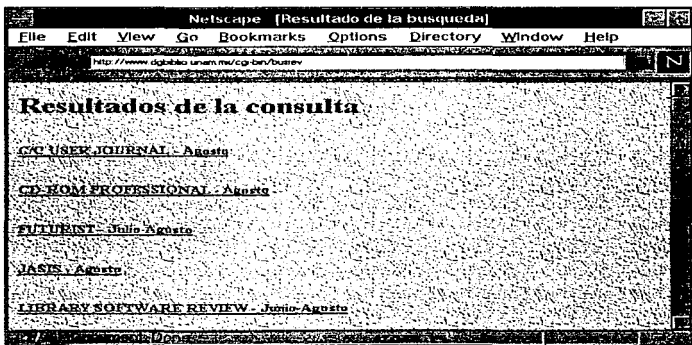 Netscape [Resultado de la busqueda]
File Edit View Go Bookmarks Options Directory Window Help
http://www.dgbiblio.unam.mx/cgi-bin/busrev
N
Resultados de la consulta
C/C USER JOURNAL - Agosto
CD-ROM PROFESSIONAL - Agosto
FUTURIST - Julio-Agosto
JASIS - Agosto
LIBRARY SOFTWARE REVIEW - Junio-Agosto
Done